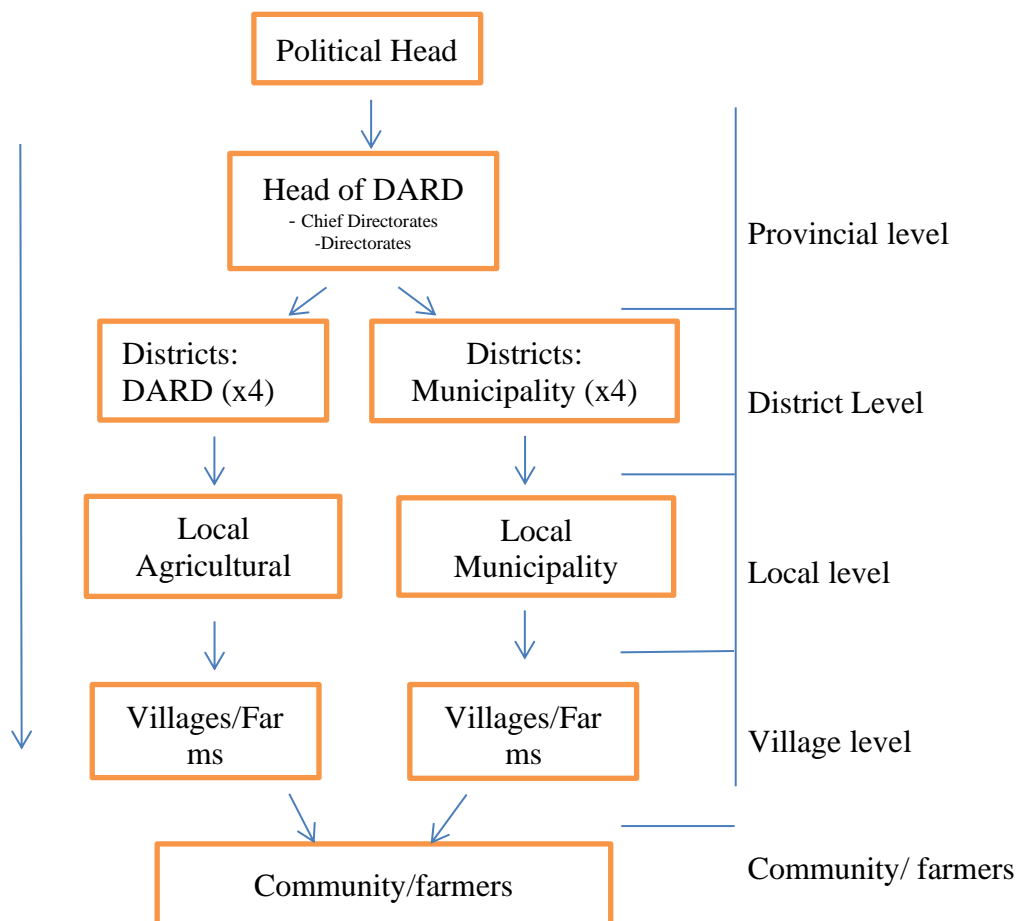 Political Head
Head of DARD
- Chief Directorates
-Directorates
Provincial level
Districts:
DARD (x4)
Districts:
Municipality (x4)
District Level
Local
Agricultural
Local
Municipality
Local level
Villages/Far
ms
Villages/Far
ms
Village level
Community/farmers
Community/ farmers